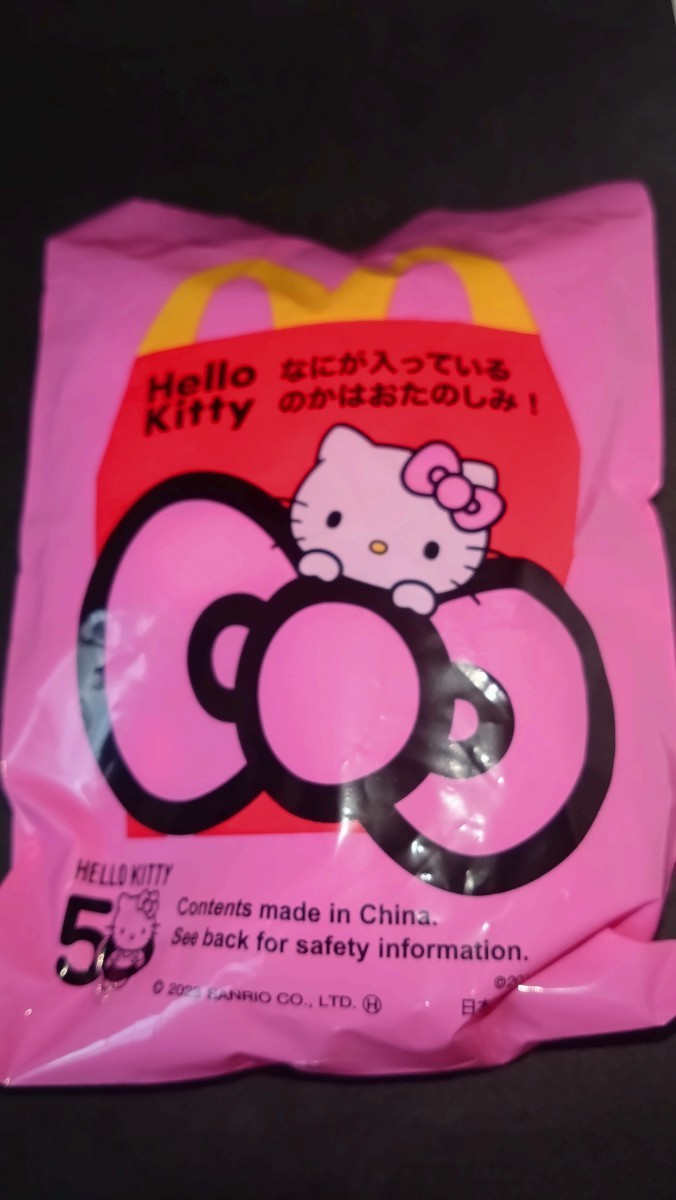 Hello
Kitty
なにが入っている
のかはおたのしみ!
HELLO KITTY
50
Contents made in China.
See back for safety information.
© 2023 SANRIO CO., LTD. Ⓗ